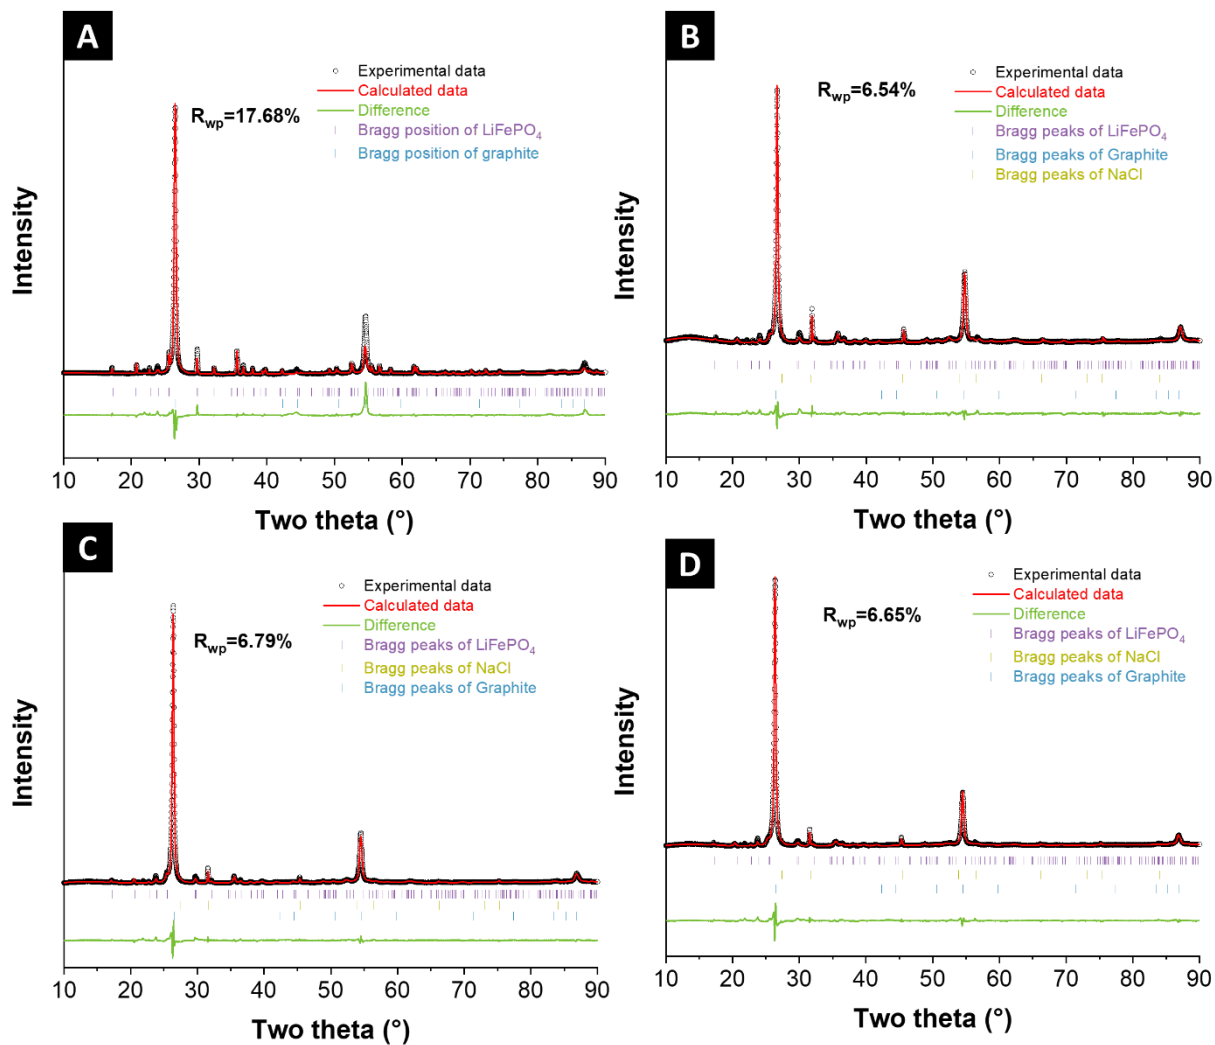 A
Experimental data
Calculated data
Difference
Bragg position of LiFePO₄
Bragg position of graphite
R_wp=17.68%
Intensity
10 20 30 40 50 60 70 80 90
Two theta (°)
B
Experimental data
Calculated data
Difference
Bragg peaks of LiFePO₄
Bragg peaks of Graphite
Bragg peaks of NaCl
R_wp=6.54%
Intensity
10 20 30 40 50 60 70 80 90
Two theta (°)
C
Experimental data
Calculated data
Difference
Bragg peaks of LiFePO₄
Bragg peaks of NaCl
Bragg peaks of Graphite
R_wp=6.79%
Intensity
10 20 30 40 50 60 70 80 90
Two theta (°)
D
Experimental data
Calculated data
Difference
Bragg peaks of LiFePO₄
Bragg peaks of NaCl
Bragg peaks of Graphite
R_wp=6.65%
Intensity
10 20 30 40 50 60 70 80 90
Two theta (°)